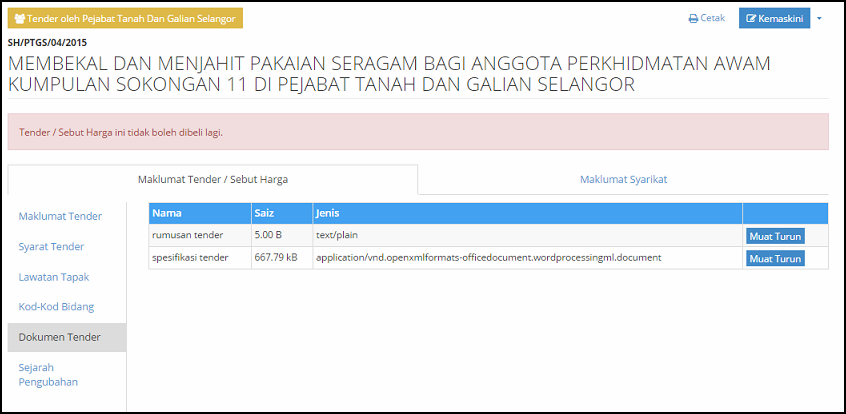 Tender oleh Pejabat Tanah Dan Galian Selangor
Cetak
Kemaskini
SH/PTGS/04/2015
MEMBEKAL DAN MENJAHIT PAKAIAN SERAGAM BAGI ANGGOTA PERKHIDMATAN AWAM
KUMPULAN SOKONGAN 11 DI PEJABAT TANAH DAN GALIAN SELANGOR
Tender / Sebut Harga ini tidak boleh dibeli lagi.
Maklumat Tender / Sebut Harga
Maklumat Syarikat
Maklumat Tender
Syarat Tender
Lawatan Tapak
Kod-Kod Bidang
Dokumen Tender
Sejarah
Pengubahan
Nama Saiz Jenis
rumusan tender 5.00 B text/plain Muat Turun
spesifikasi tender 667.79 kB application/vnd.openxmlformats-officedocument.wordprocessingml.document Muat Turun